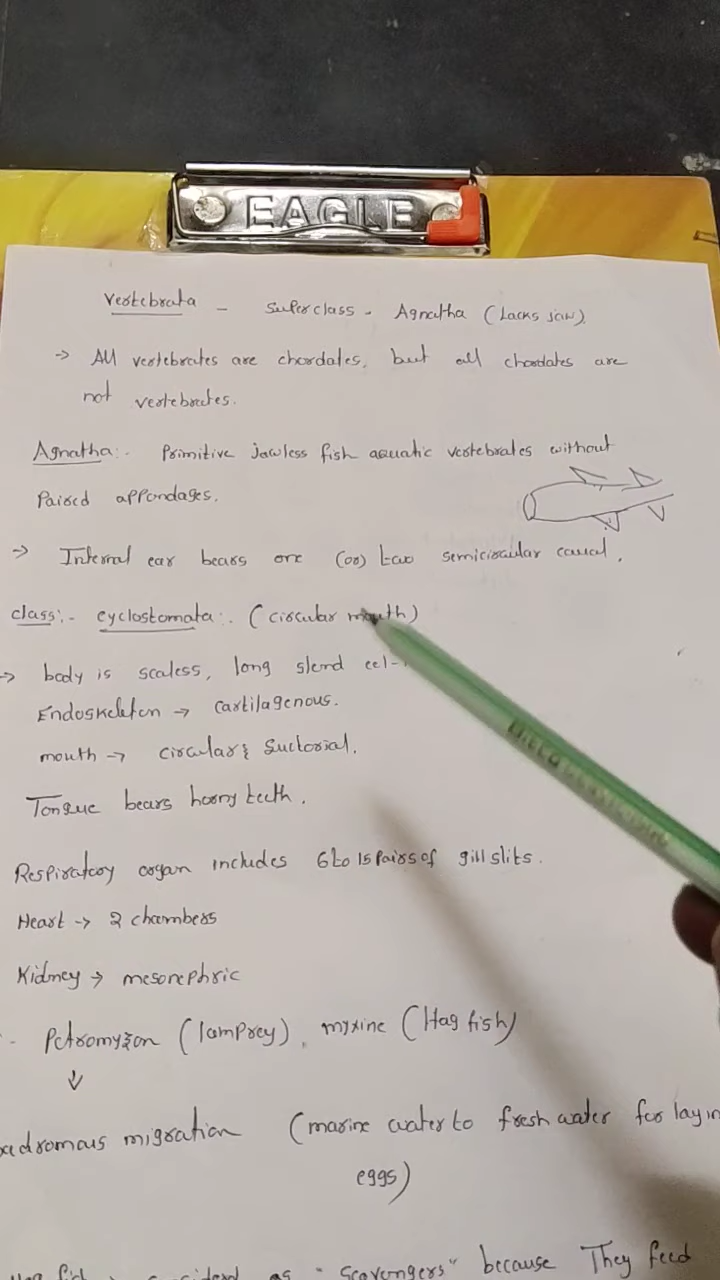 EAGLE
Vertebrata - Superclass - Agnatha (Lacks jaw)
→ All vertebrates are chordates, but all chordates are
not vertebrates.
Agnatha:- Primitive jawless fish aquatic vertebrates without
Paired appendages.
→ Internal ear bears one (or) two semicircular canal.
class:- cyclostomata:- (circular mouth)
→ body is scaless, long slend eel-
Endoskeleton → cartilagenous.
mouth → circular & Suctorial.
Tongue bears horny teeth.
Respiratory organ includes 6 to 15 pairs of gill slits.
Heart → 2 chambers
Kidney → mesonephric
Petromyzon (lamprey), myxine (Hag fish)
↓
adromous migration (marine water to fresh water for layin
eggs)
as "scavengers" because They feed